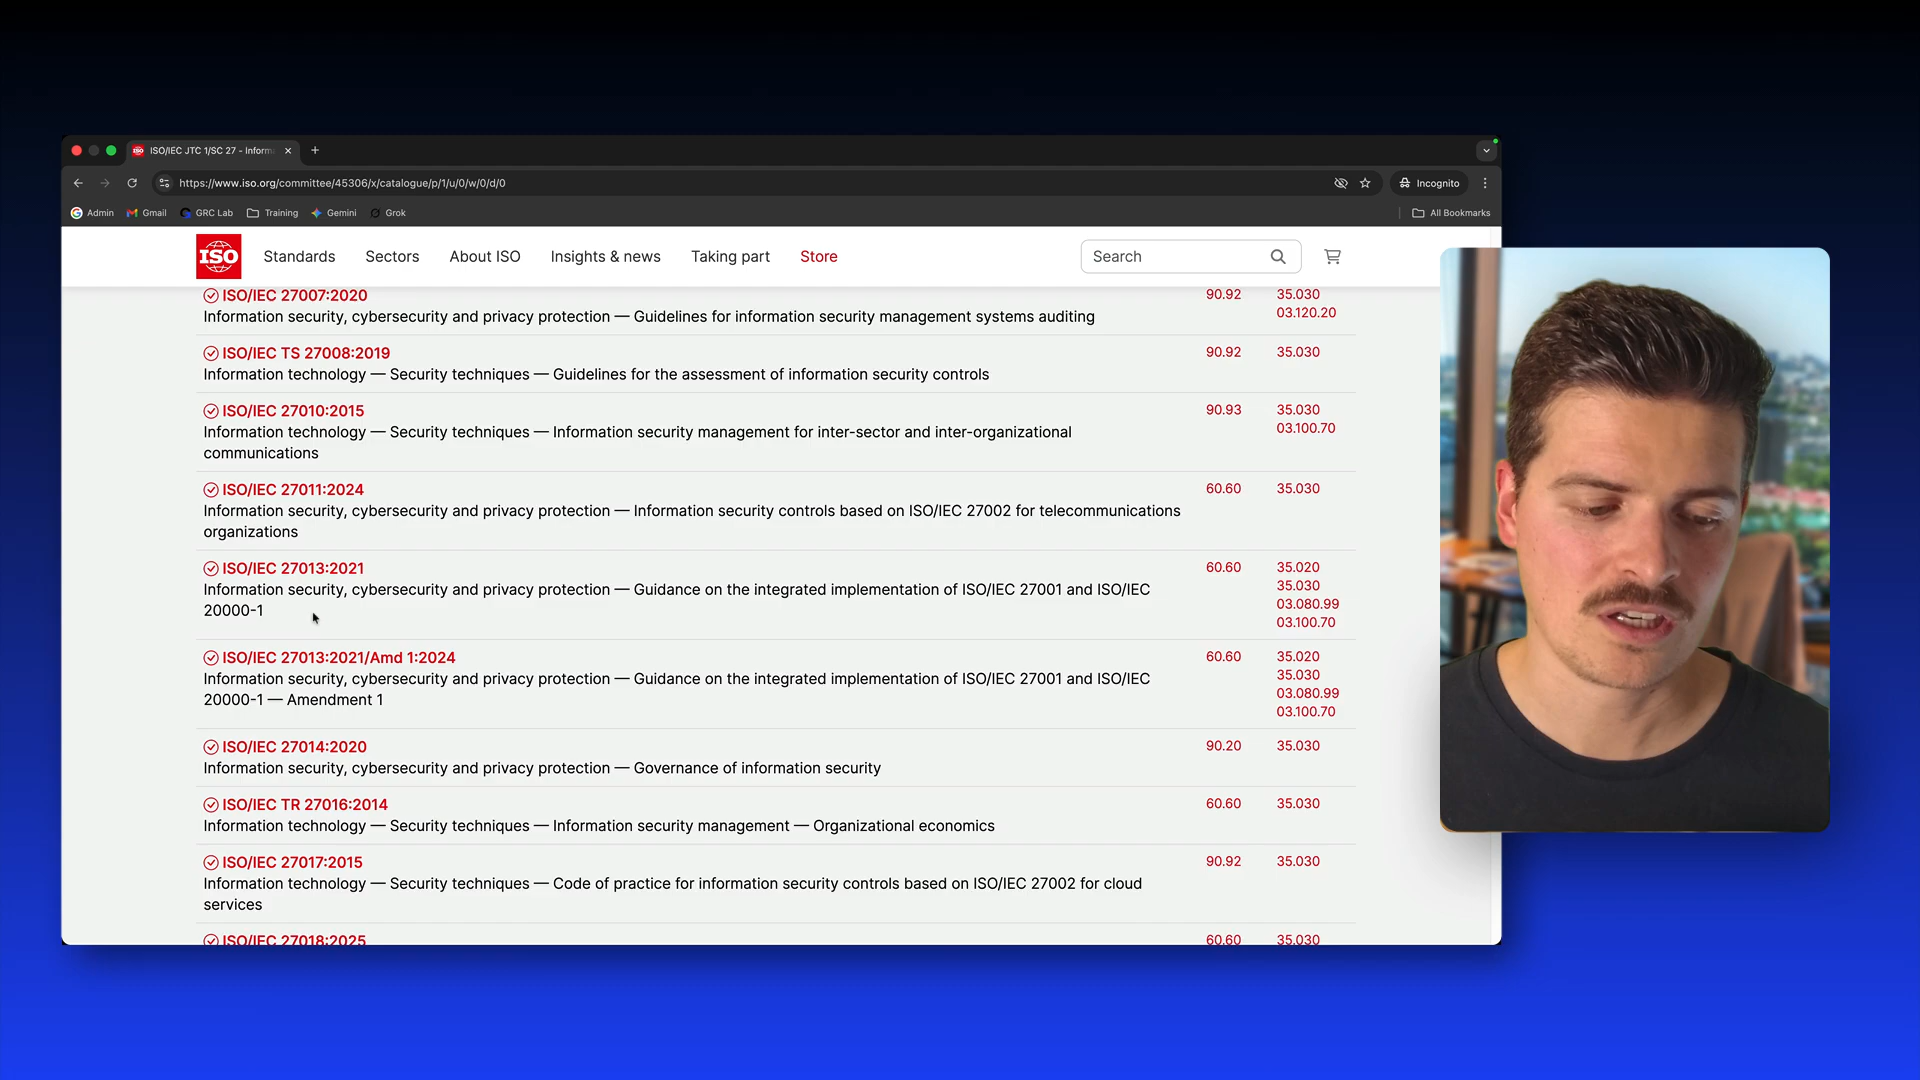 ISO/IEC JTC 1/SC 27 - Inform
https://www.iso.org/committee/45306/x/catalogue/p/1/u/0/w/0/d/0
Incognito
Admin
Gmail
GRC Lab
Training
Gemini
Grok
All Bookmarks
ISO
Standards
Sectors
About ISO
Insights & news
Taking part
Store
Search
ISO/IEC 27007:2020 90.92 35.030
Information security, cybersecurity and privacy protection — Guidelines for information security management systems auditing 03.120.20
ISO/IEC TS 27008:2019 90.92 35.030
Information technology — Security techniques — Guidelines for the assessment of information security controls
ISO/IEC 27010:2015 90.93 35.030
Information technology — Security techniques — Information security management for inter-sector and inter-organizational 03.100.70
communications
ISO/IEC 27011:2024 60.60 35.030
Information security, cybersecurity and privacy protection — Information security controls based on ISO/IEC 27002 for telecommunications
organizations
ISO/IEC 27013:2021 60.60 35.020
Information security, cybersecurity and privacy protection — Guidance on the integrated implementation of ISO/IEC 27001 and ISO/IEC 35.030
20000-1 03.080.99
03.100.70
ISO/IEC 27013:2021/Amd 1:2024 60.60 35.020
Information security, cybersecurity and privacy protection — Guidance on the integrated implementation of ISO/IEC 27001 and ISO/IEC 35.030
20000-1 — Amendment 1 03.080.99
03.100.70
ISO/IEC 27014:2020 90.20 35.030
Information security, cybersecurity and privacy protection — Governance of information security
ISO/IEC TR 27016:2014 60.60 35.030
Information technology — Security techniques — Information security management — Organizational economics
ISO/IEC 27017:2015 90.92 35.030
Information technology — Security techniques — Code of practice for information security controls based on ISO/IEC 27002 for cloud
services
ISO/IEC 27018:2025 60.60 35.030